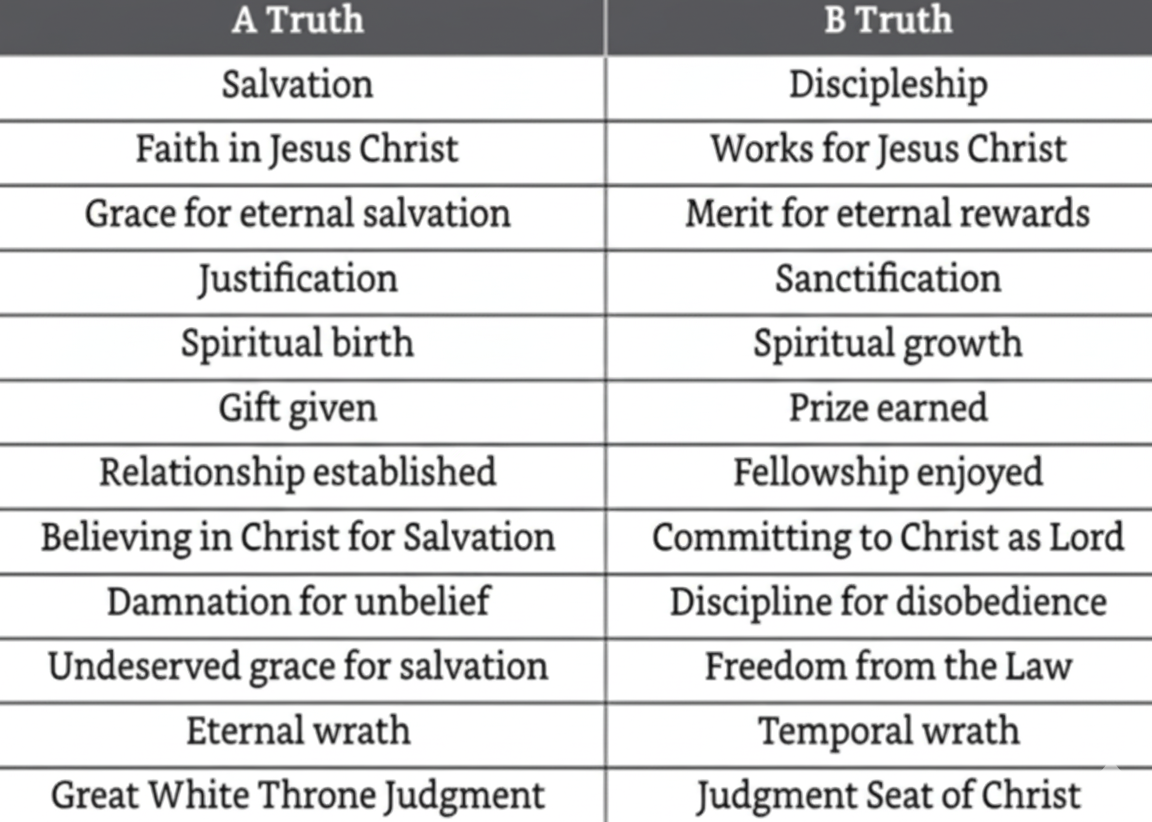 A Truth B Truth
Salvation Discipleship
Faith in Jesus Christ Works for Jesus Christ
Grace for eternal salvation Merit for eternal rewards
Justification Sanctification
Spiritual birth Spiritual growth
Gift given Prize earned
Relationship established Fellowship enjoyed
Believing in Christ for Salvation Committing to Christ as Lord
Damnation for unbelief Discipline for disobedience
Undeserved grace for salvation Freedom from the Law
Eternal wrath Temporal wrath
Great White Throne Judgment Judgment Seat of Christ